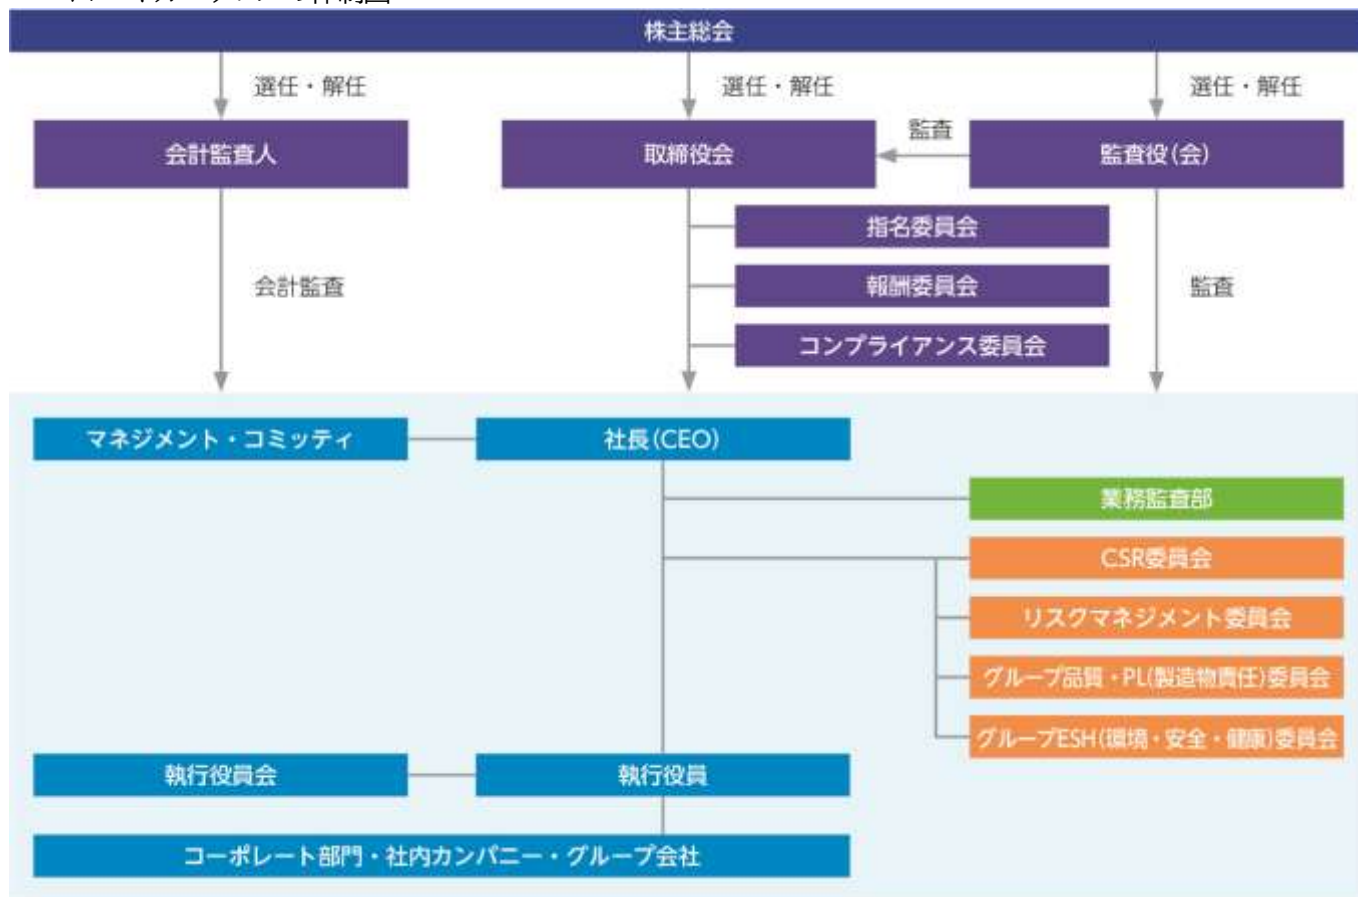 株主総会
選任・解任
選任・解任
選任・解任
会計監査人
取締役会
監査
監査役(会)
指名委員会
会計監査
報酬委員会
監査
コンプライアンス委員会
マネジメント・コミッティ
社長(CEO)
業務監査部
CSR委員会
リスクマネジメント委員会
グループ品質・PL(製造物責任)委員会
グループESH(環境・安全・健康)委員会
執行役員会
執行役員
コーポレート部門・社内カンパニー・グループ会社